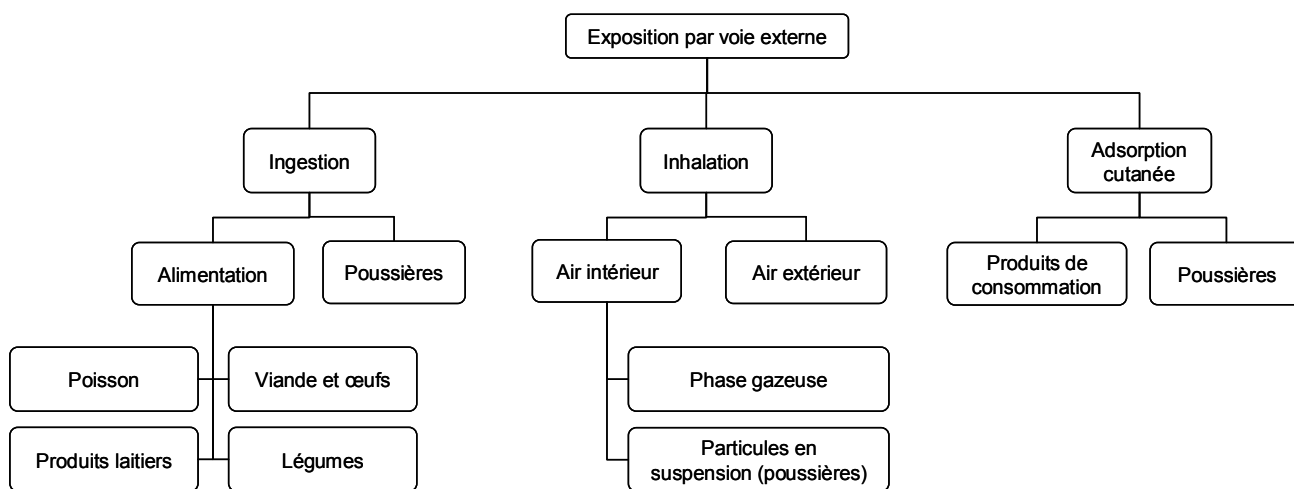 Exposition par voie externe
Ingestion
Inhalation
Adsorption
cutanée
Alimentation
Poussières
Air intérieur
Air extérieur
Produits de
consommation
Poussières
Poisson
Viande et œufs
Phase gazeuse
Produits laitiers
Légumes
Particules en
suspension (poussières)